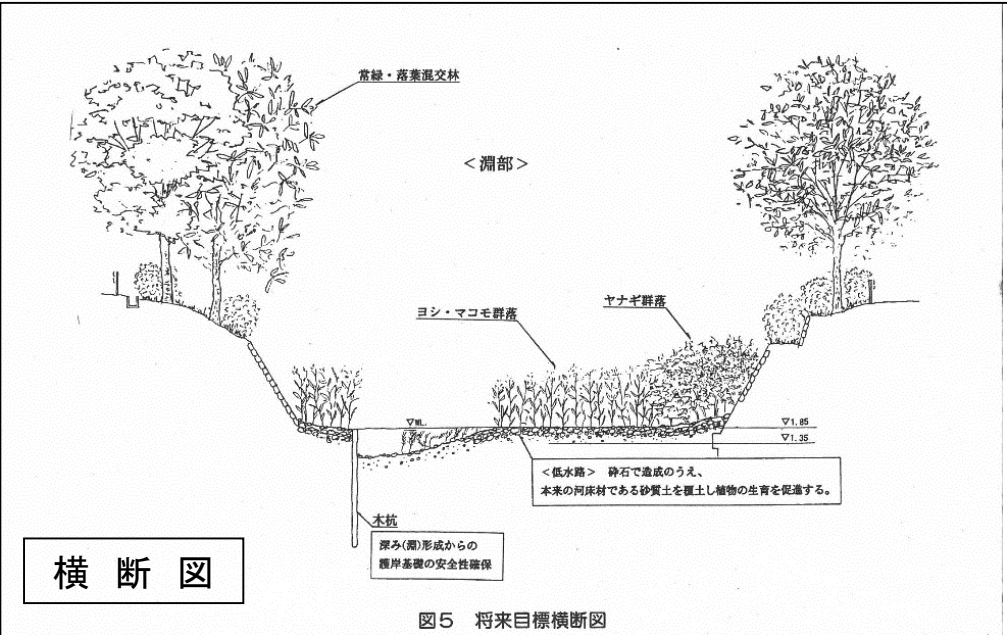 常緑・落葉混交林
＜淵部＞
ヨシ・マコモ群落
ヤナギ群落
▽WL.
▽1.85
▽1.35
＜低水路＞ 砕石で造成のうえ、
本来の河床材である砂質土を覆土し植物の生育を促進する。
木杭
深み(淵)形成からの
護岸基礎の安全性確保
横断図
図5 将来目標横断図